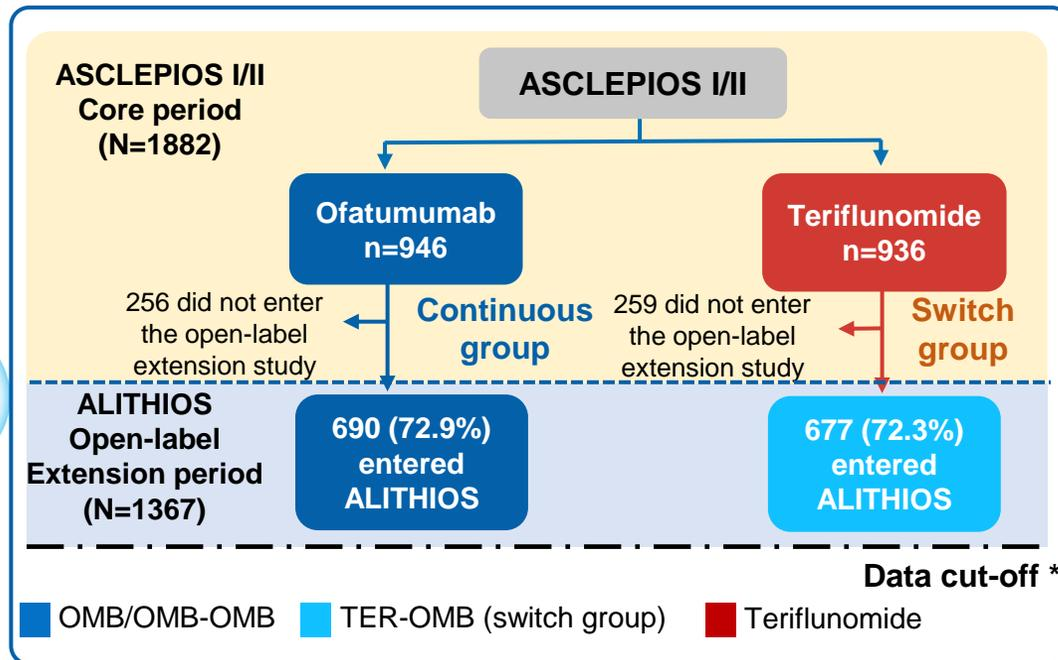 ASCLEPIOS I/II
Core period
(N=1882)
ASCLEPIOS I/II
Ofatumumab
n=946
Teriflunomide
n=936
256 did not enter
the open-label
extension study
Continuous
group
259 did not enter
the open-label
extension study
Switch
group
ALITHIOS
Open-label
Extension period
(N=1367)
690 (72.9%)
entered
ALITHIOS
677 (72.3%)
entered
ALITHIOS
Data cut-off *
OMB/OMB-OMB
TER-OMB (switch group)
Teriflunomide